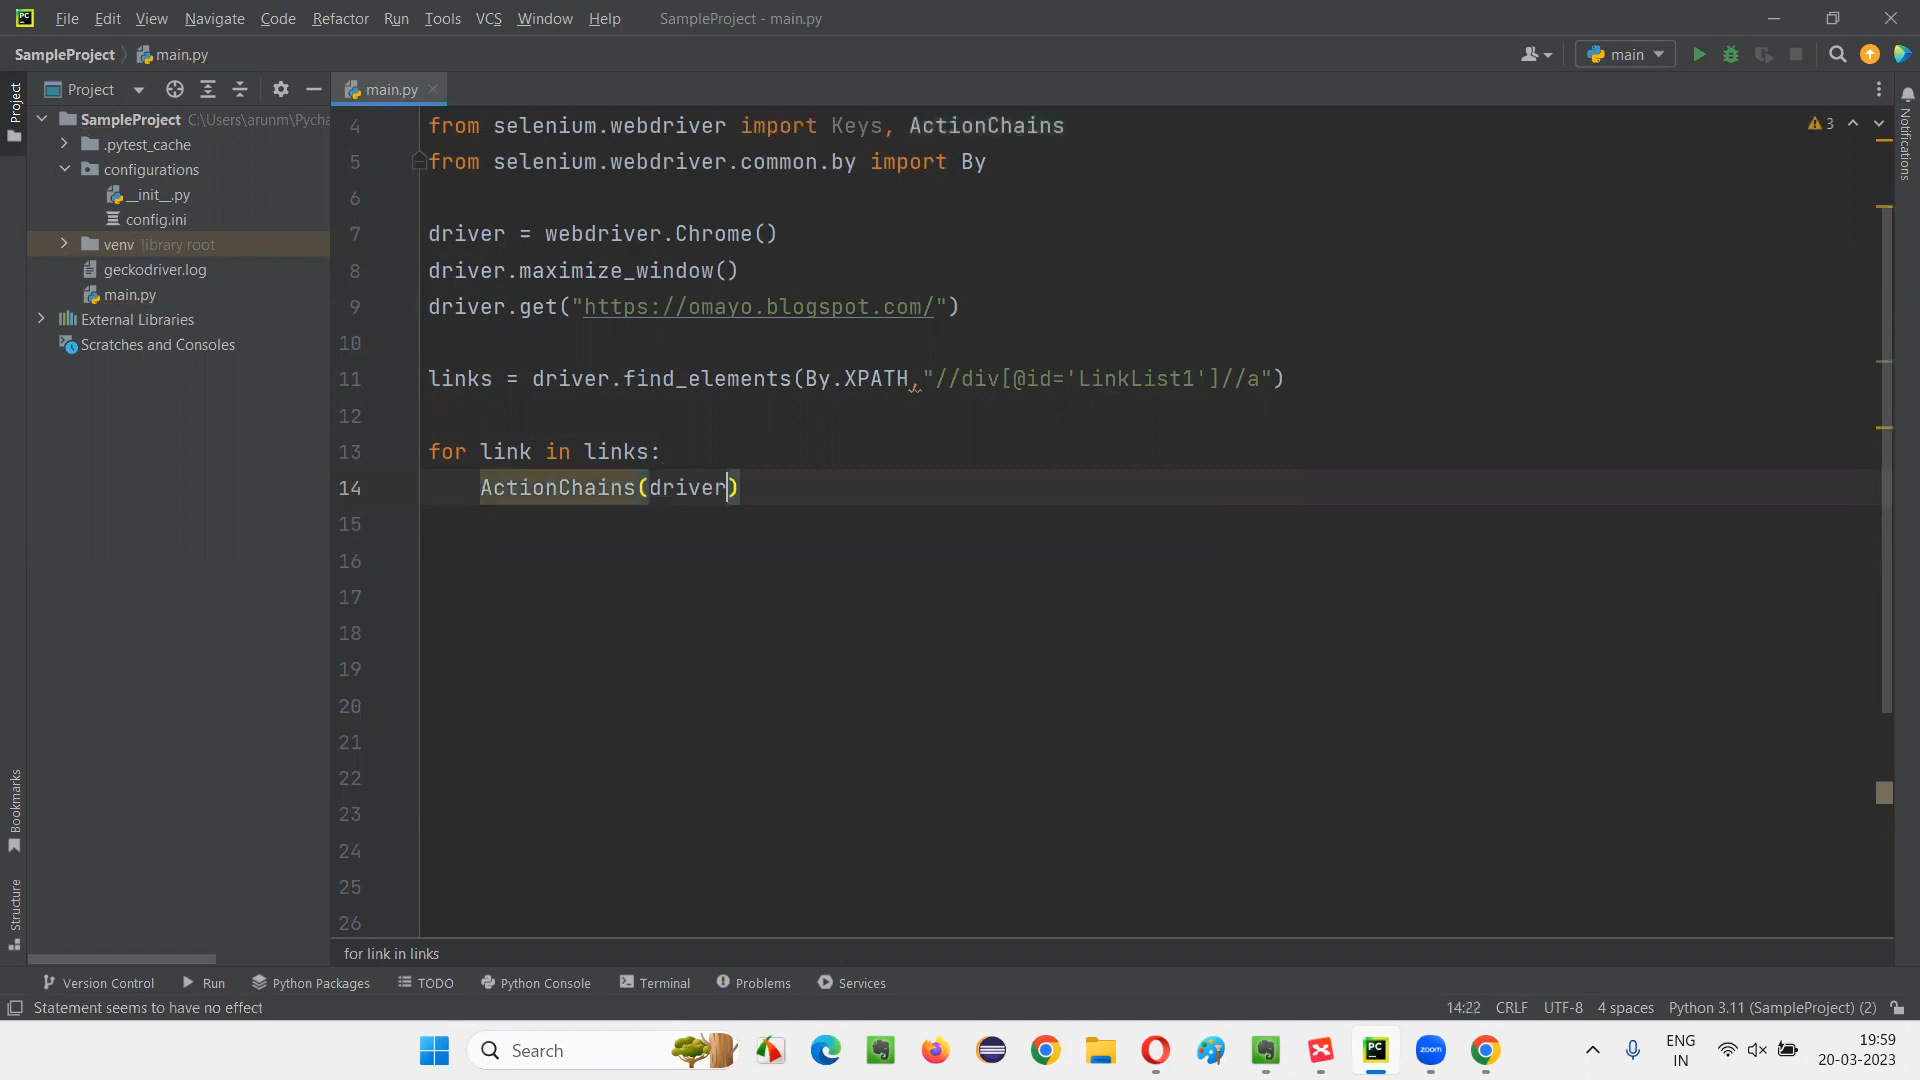 File Edit View Navigate Code Refactor Run Tools VCS Window Help SampleProject - main.py
SampleProject main.py main
Project main.py
SampleProject C:\Users\arunm\Pycha
.pytest_cache
configurations
__init__.py
config.ini
venv library root
geckodriver.log
main.py
External Libraries
Scratches and Consoles
Project
Bookmarks
Structure
Notifications
3
4 from selenium.webdriver import Keys, ActionChains
5 from selenium.webdriver.common.by import By
6
7 driver = webdriver.Chrome()
8 driver.maximize_window()
9 driver.get("https://omayo.blogspot.com/")
10
11 links = driver.find_elements(By.XPATH,"//div[@id='LinkList1']//a")
12
13 for link in links:
14 ActionChains(driver)
15
16
17
18
19
20
21
22
23
24
25
26
for link in links
Version Control Run Python Packages TODO Python Console Terminal Problems Services
Statement seems to have no effect 14:22 CRLF UTF-8 4 spaces Python 3.11 (SampleProject) (2)
Search zoom ENG 19:59
IN 20-03-2023